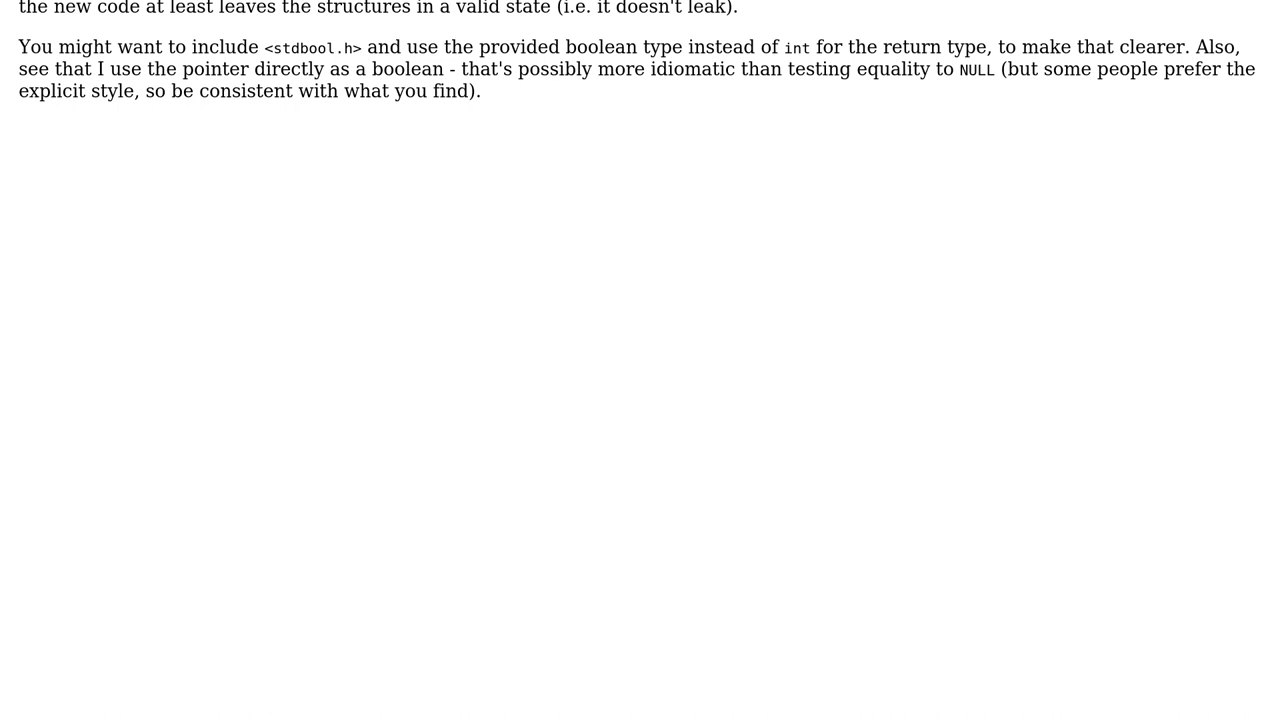 the new code at least leaves the structures in a valid state (i.e. it doesn't leak).
You might want to include <stdbool.h> and use the provided boolean type instead of int for the return type, to make that clearer. Also,
see that I use the pointer directly as a boolean - that's possibly more idiomatic than testing equality to NULL (but some people prefer the
explicit style, so be consistent with what you find).